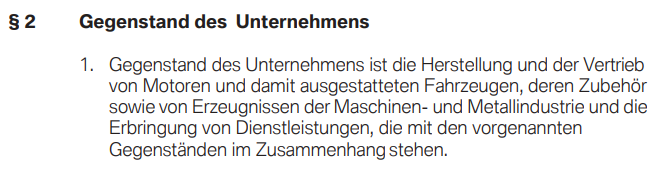 § 2 Gegenstand des Unternehmens
1. Gegenstand des Unternehmens ist die Herstellung und der Vertrieb
von Motoren und damit ausgestatteten Fahrzeugen, deren Zubehör
sowie von Erzeugnissen der Maschinen- und Metallindustrie und die
Erbringung von Dienstleistungen, die mit den vorgenannten
Gegenständen im Zusammenhang stehen.